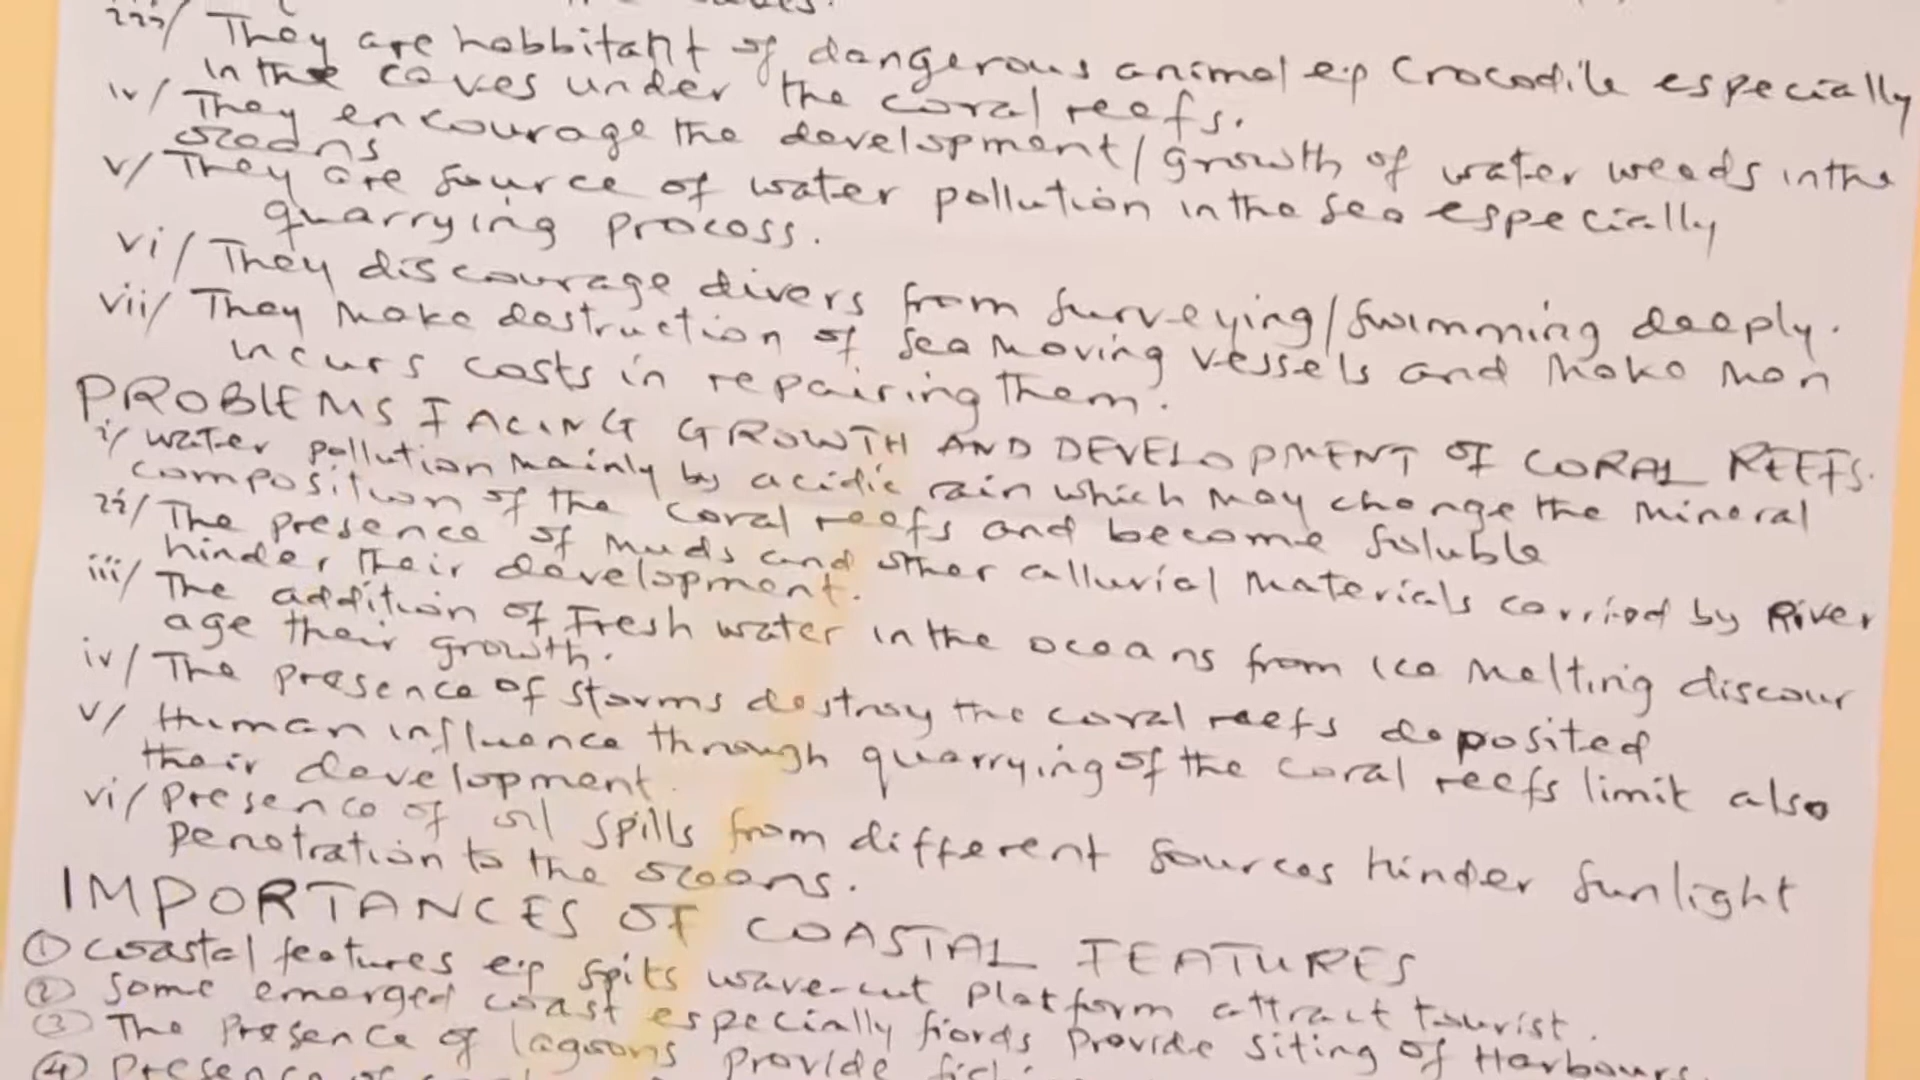 iii/ They are habbitant of dangerous animal e.g Crocodile especially
in the caves under the coral reefs.
iv/ They encourage the development/growth of water weeds in the
oceans
v/ They are source of water pollution in the sea especially
quarrying process.
vi/ They discourage divers from surveying/swimming deeply.
vii/ They make destruction of sea moving vessels and make men
incurs costs in repairing them.
PROBLEMS FACING GROWTH AND DEVELOPMENT OF CORAL REEFS.
i/ water pollution mainly by acidic rain which may change the mineral
composition of the coral reefs and become soluble
ii/ The presence of muds and other alluvial materials carried by River
hinder their development.
iii/ The addition of Fresh water in the oceans from ice melting discour
age their growth.
iv/ The presence of storms destroy the coral reefs deposited
v/ Human influence through quarrying of the coral reefs limit also
their development.
vi/ Presence of oil spills from different sources hinder sunlight
penetration to the oceans.
IMPORTANCES OF COASTAL FEATURES
① Coastal features e.g spits wave-cut platform attract tourist.
② Some emerged coast especially fiords provide siting of Harbours.
③ The presence of lagoons provide
④ Presence of